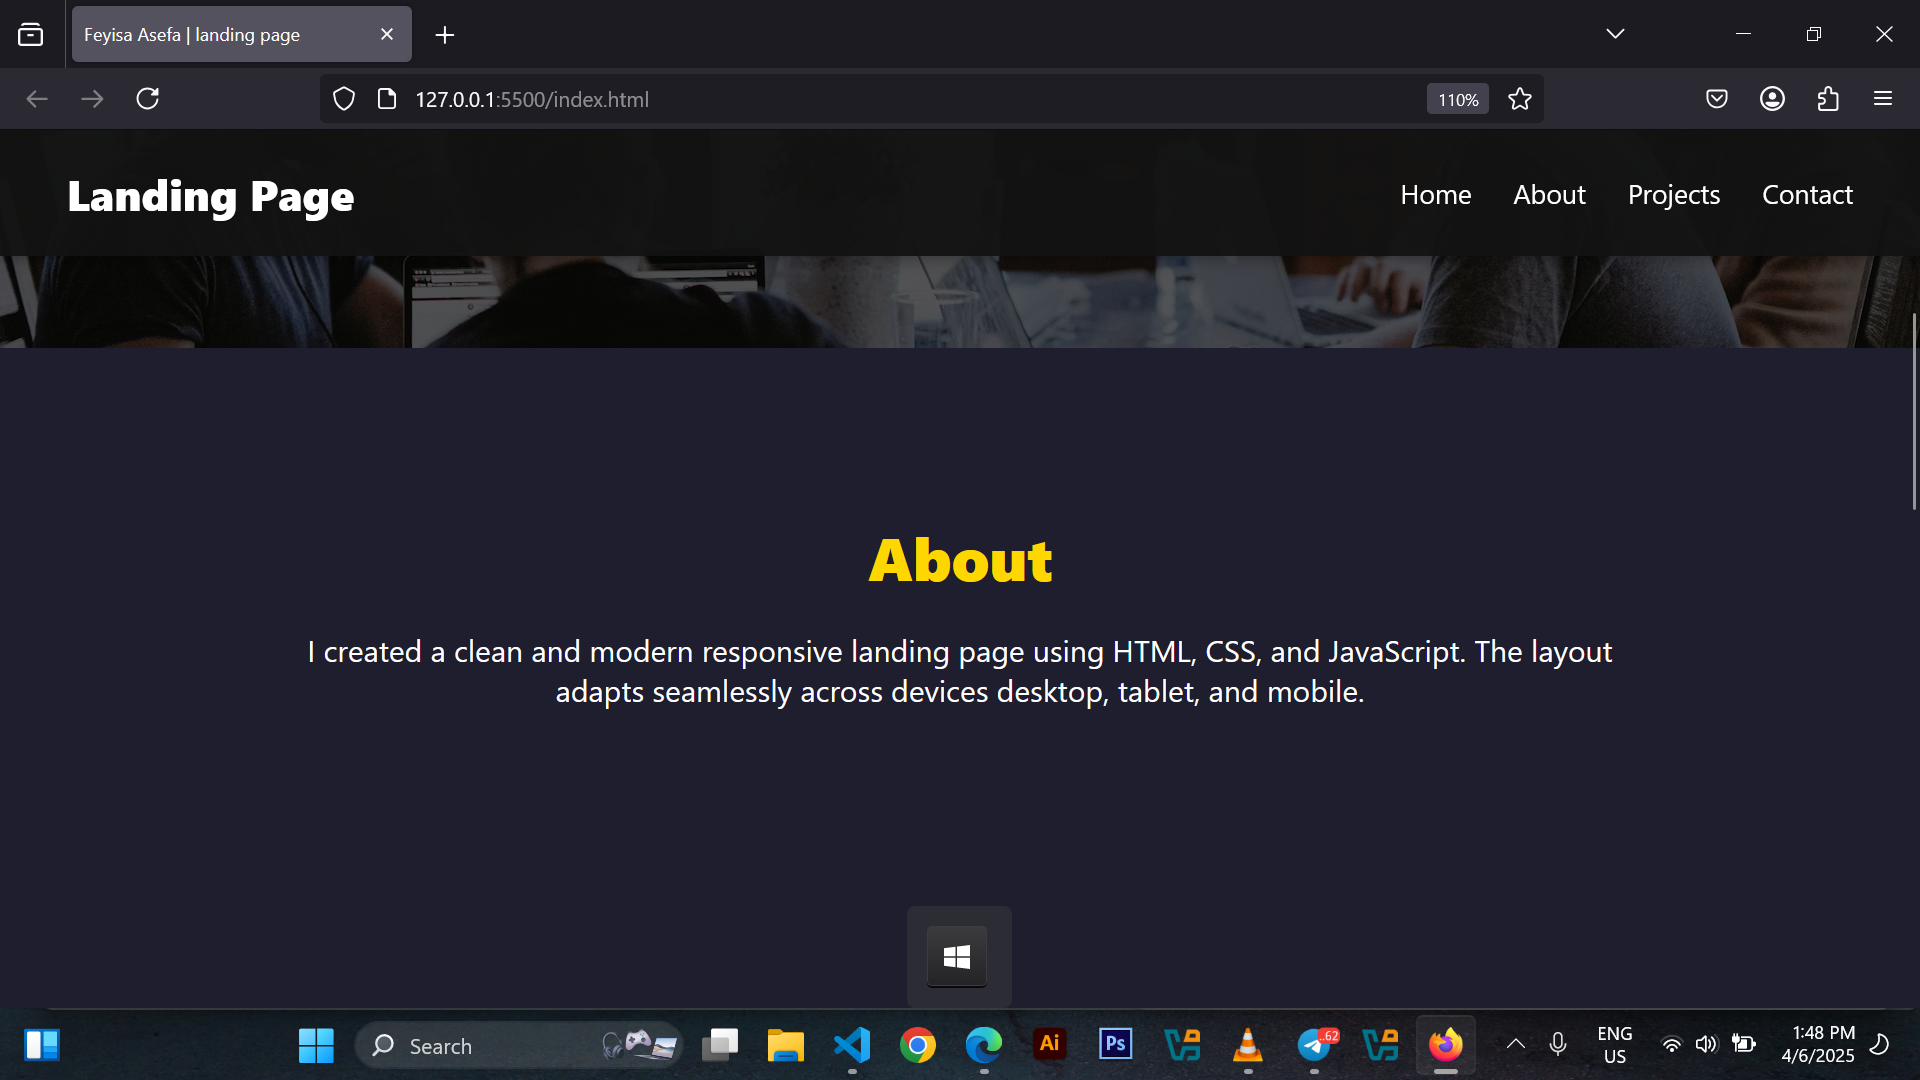 Feyisa Asefa | landing page
127.0.0.1:5500/index.html
110%
Landing Page
Home
About
Projects
Contact
About
I created a clean and modern responsive landing page using HTML, CSS, and JavaScript. The layout
adapts seamlessly across devices desktop, tablet, and mobile.
Search
Ai
Ps
..62
ENG
US
1:48 PM
4/6/2025